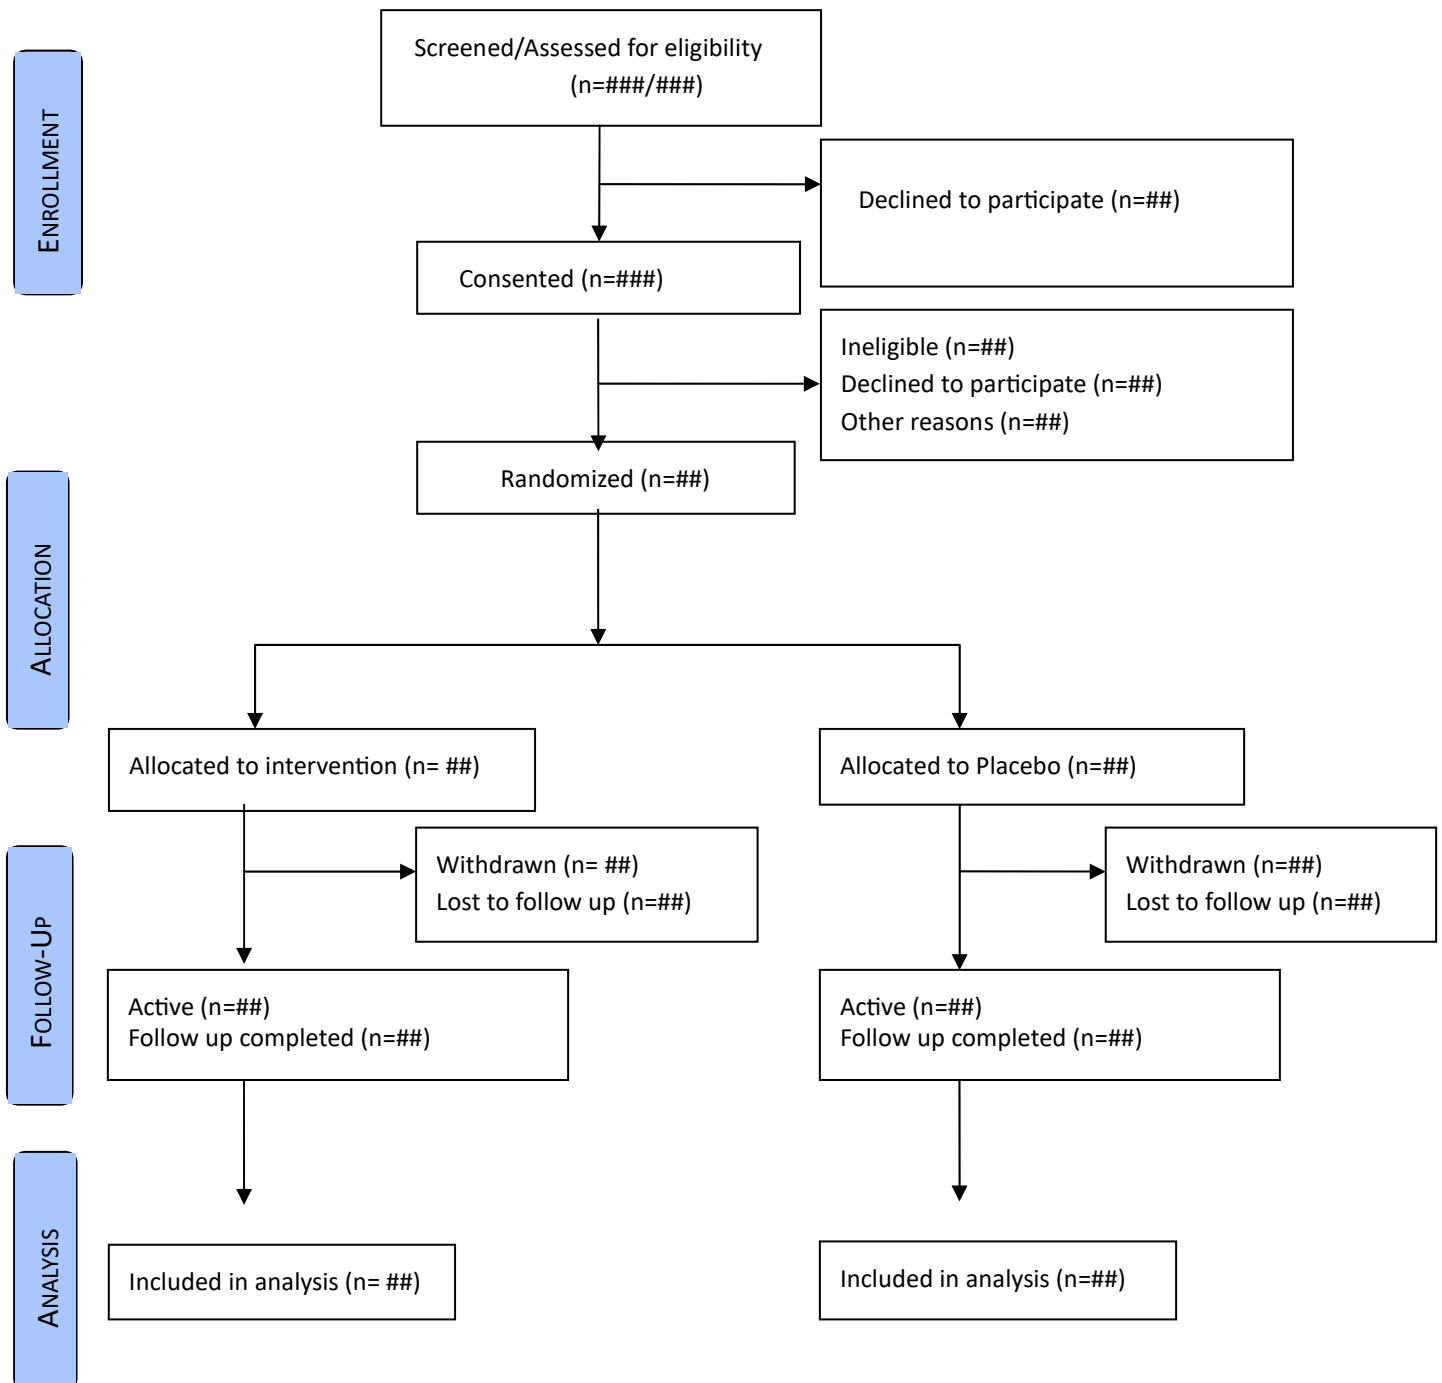 Screened/Assessed for eligibility
(n=###/###)
ENROLLMENT
Declined to participate (n=##)
Consented (n=###)
Ineligible (n=##)
Declined to participate (n=##)
Other reasons (n=##)
Randomized (n=##)
ALLOCATION
Allocated to intervention (n= ##)
Allocated to Placebo (n=##)
Withdrawn (n= ##)
Lost to follow up (n=##)
Withdrawn (n=##)
Lost to follow up (n=##)
FOLLOW-UP
Active (n=##)
Follow up completed (n=##)
Active (n=##)
Follow up completed (n=##)
ANALYSIS
Included in analysis (n= ##)
Included in analysis (n=##)